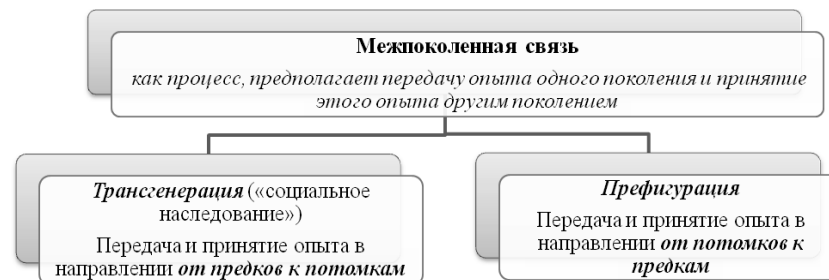 Межпоколенная связь
как процесс, предполагает передачу опыта одного поколения и принятие
этого опыта другим поколением
Трансгенерация («социальное
наследование»)
Передача и принятие опыта в
направлении от предков к потомкам
Префигурация
Передача и принятие опыта в
направлении от потомков к
предкам